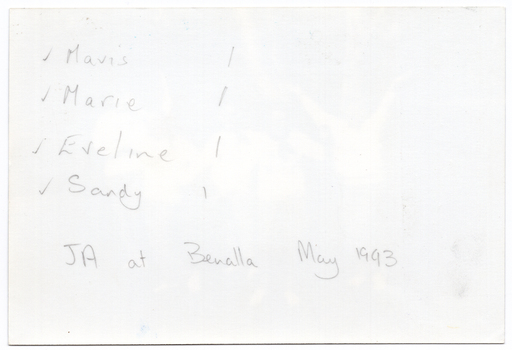 ✓ Mavis 1
✓ Marie 1
✓ Eveline 1
✓ Sandy 1
JA at Benalla May 1993